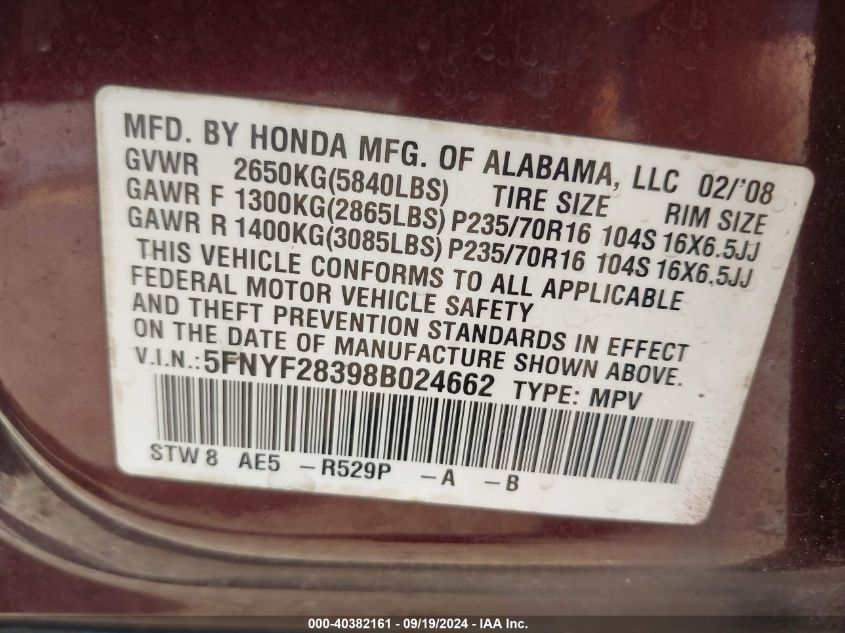 MFD. BY HONDA MFG. OF ALABAMA, LLC 02/'08
GVWR 2650KG(5840LBS) TIRE SIZE RIM SIZE
GAWR F 1300KG(2865LBS) P235/70R16 104S 16X6.5JJ
GAWR R 1400KG(3085LBS) P235/70R16 104S 16X6.5JJ
THIS VEHICLE CONFORMS TO ALL APPLICABLE
FEDERAL MOTOR VEHICLE SAFETY
AND THEFT PREVENTION STANDARDS IN EFFECT
ON THE DATE OF MANUFACTURE SHOWN ABOVE.
V.I.N.: 5FNYF28398B024662 TYPE: MPV
STW 8 AE5 –R529P –A –B
000-40382161 - 09/19/2024 - IAA Inc.